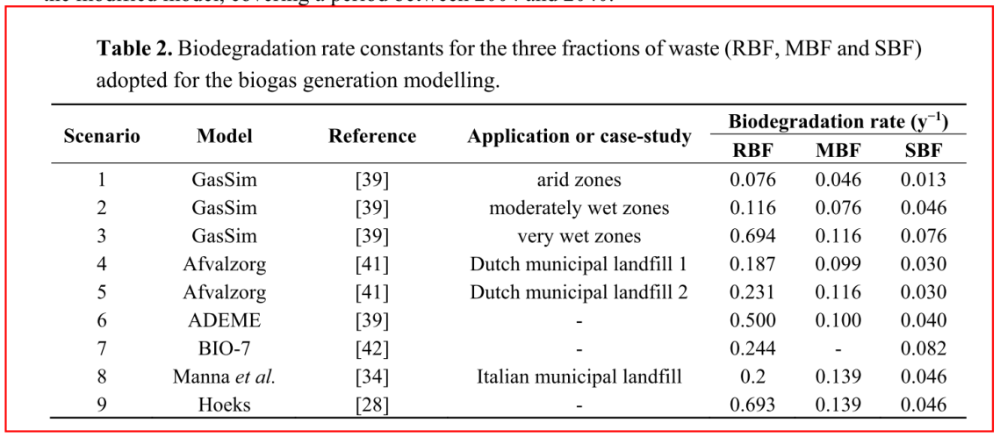 the modified model, covering a period between 2004 and 2040.
Table 2. Biodegradation rate constants for the three fractions of waste (RBF, MBF and SBF)
adopted for the biogas generation modelling.
Scenario Model Reference Application or case-study Biodegradation rate (y⁻¹)
RBF MBF SBF
1 GasSim [39] arid zones 0.076 0.046 0.013
2 GasSim [39] moderately wet zones 0.116 0.076 0.046
3 GasSim [39] very wet zones 0.694 0.116 0.076
4 Afvalzorg [41] Dutch municipal landfill 1 0.187 0.099 0.030
5 Afvalzorg [41] Dutch municipal landfill 2 0.231 0.116 0.030
6 ADEME [39] - 0.500 0.100 0.040
7 BIO-7 [42] - 0.244 - 0.082
8 Manna et al. [34] Italian municipal landfill 0.2 0.139 0.046
9 Hoeks [28] - 0.693 0.139 0.046